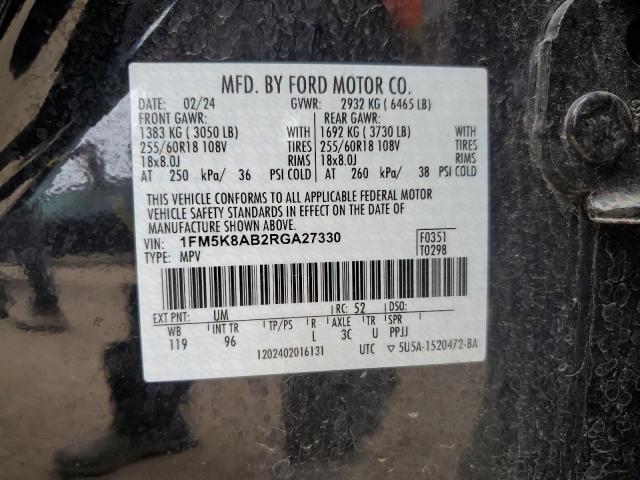 MFD. BY FORD MOTOR CO.
DATE: 02/24 GVWR: 2932 KG ( 6465 LB)
FRONT GAWR: REAR GAWR:
1383 KG ( 3050 LB) WITH 1692 KG ( 3730 LB) WITH
255/60R18 108V TIRES 255/60R18 108V TIRES
18x8.0J RIMS 18x8.0J RIMS
AT 250 kPa/ 36 PSI COLD AT 260 kPa/ 38 PSI COLD
THIS VEHICLE CONFORMS TO ALL APPLICABLE FEDERAL MOTOR
VEHICLE SAFETY STANDARDS IN EFFECT ON THE DATE OF
MANUFACTURE SHOWN ABOVE.
VIN: 1FM5K8AB2RGA27330 F0351
TYPE: MPV T0298
EXT PNT: UM RC: 52 DSO:
WB INT TR TP/PS R AXLE TR SPR
119 96 L 3C U PPJJ
1202402016131 UTC ▽ 5U5A-1520472-BA